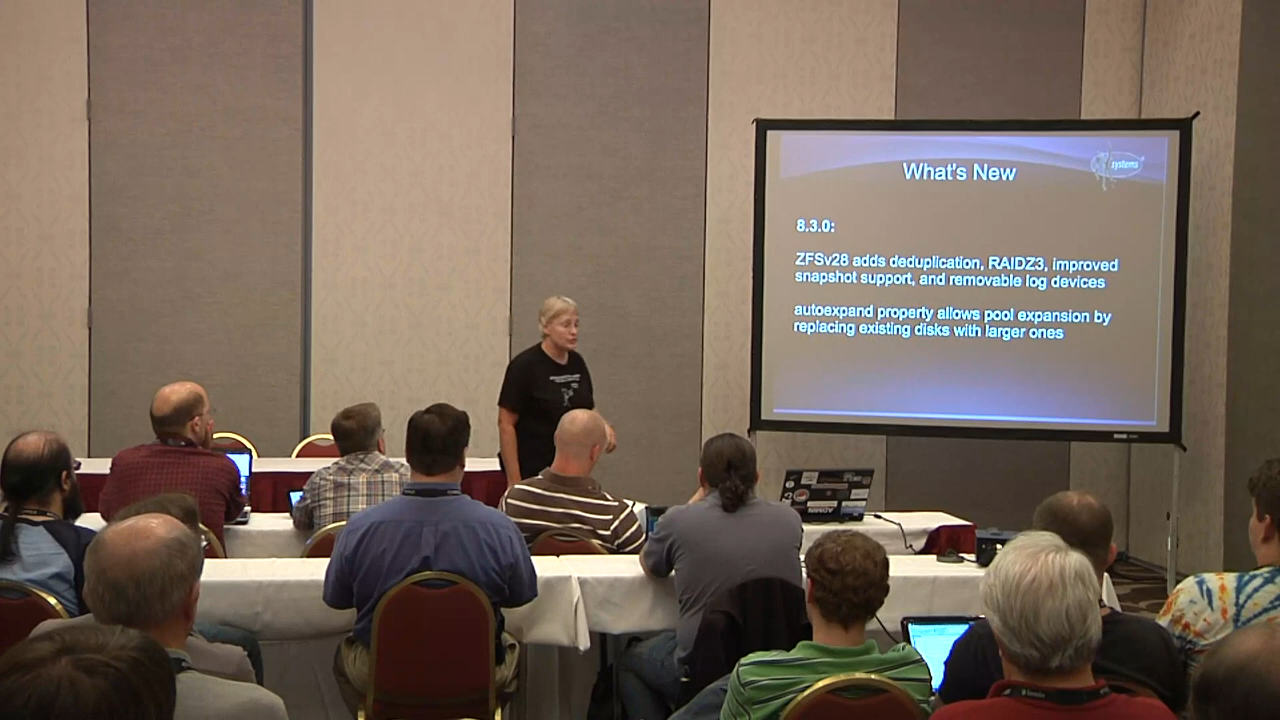 systems
What's New
8.3.0:
ZFSv28 adds deduplication, RAIDZ3, improved
snapshot support, and removable log devices
autoexpand property allows pool expansion by
replacing existing disks with larger ones